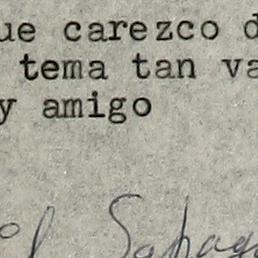 ue carezco d
tema tan va
y amigo